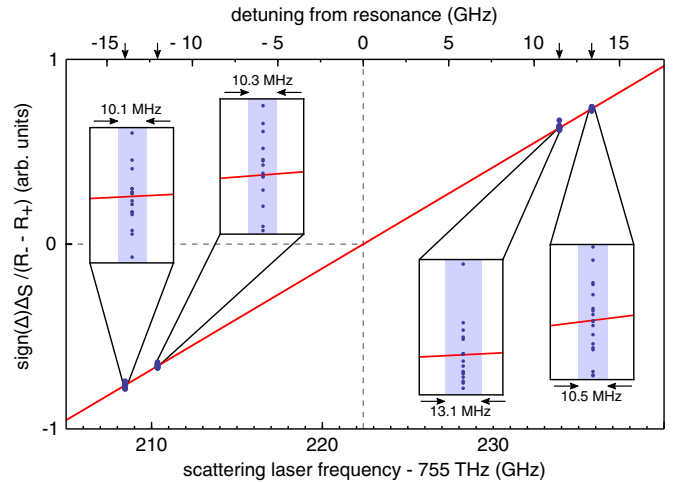 detuning from resonance (GHz)
-15 -10 -5 0 5 10 15
1
0
-1
sign(Δ)ΔS/(R- - R+) (arb. units)
10.1 MHz
10.3 MHz
13.1 MHz
10.5 MHz
210 220 230
scattering laser frequency - 755 THz (GHz)